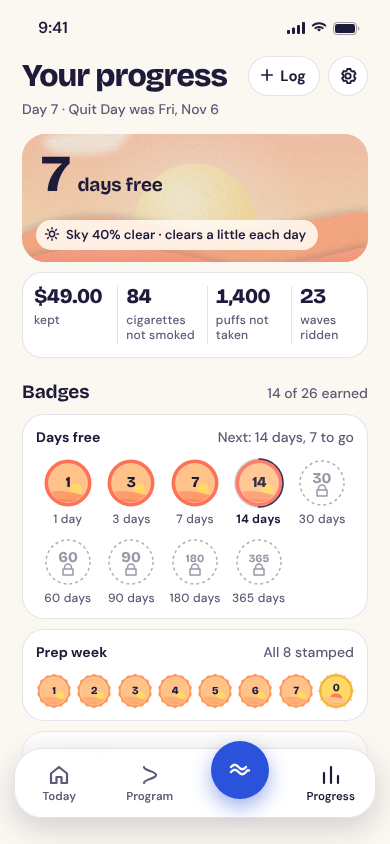 9:41
Your progress
+ Log
Day 7 · Quit Day was Fri, Nov 6
7 days free
Sky 40% clear · clears a little each day
$49.00 84 1,400 23
kept cigarettes puffs not waves
not smoked taken ridden
Badges 14 of 26 earned
Days free Next: 14 days, 7 to go
1 3 7 14 30
1 day 3 days 7 days 14 days 30 days
60 90 180 365
60 days 90 days 180 days 365 days
Prep week All 8 stamped
1 2 3 4 5 6 7 0
Today Program Progress